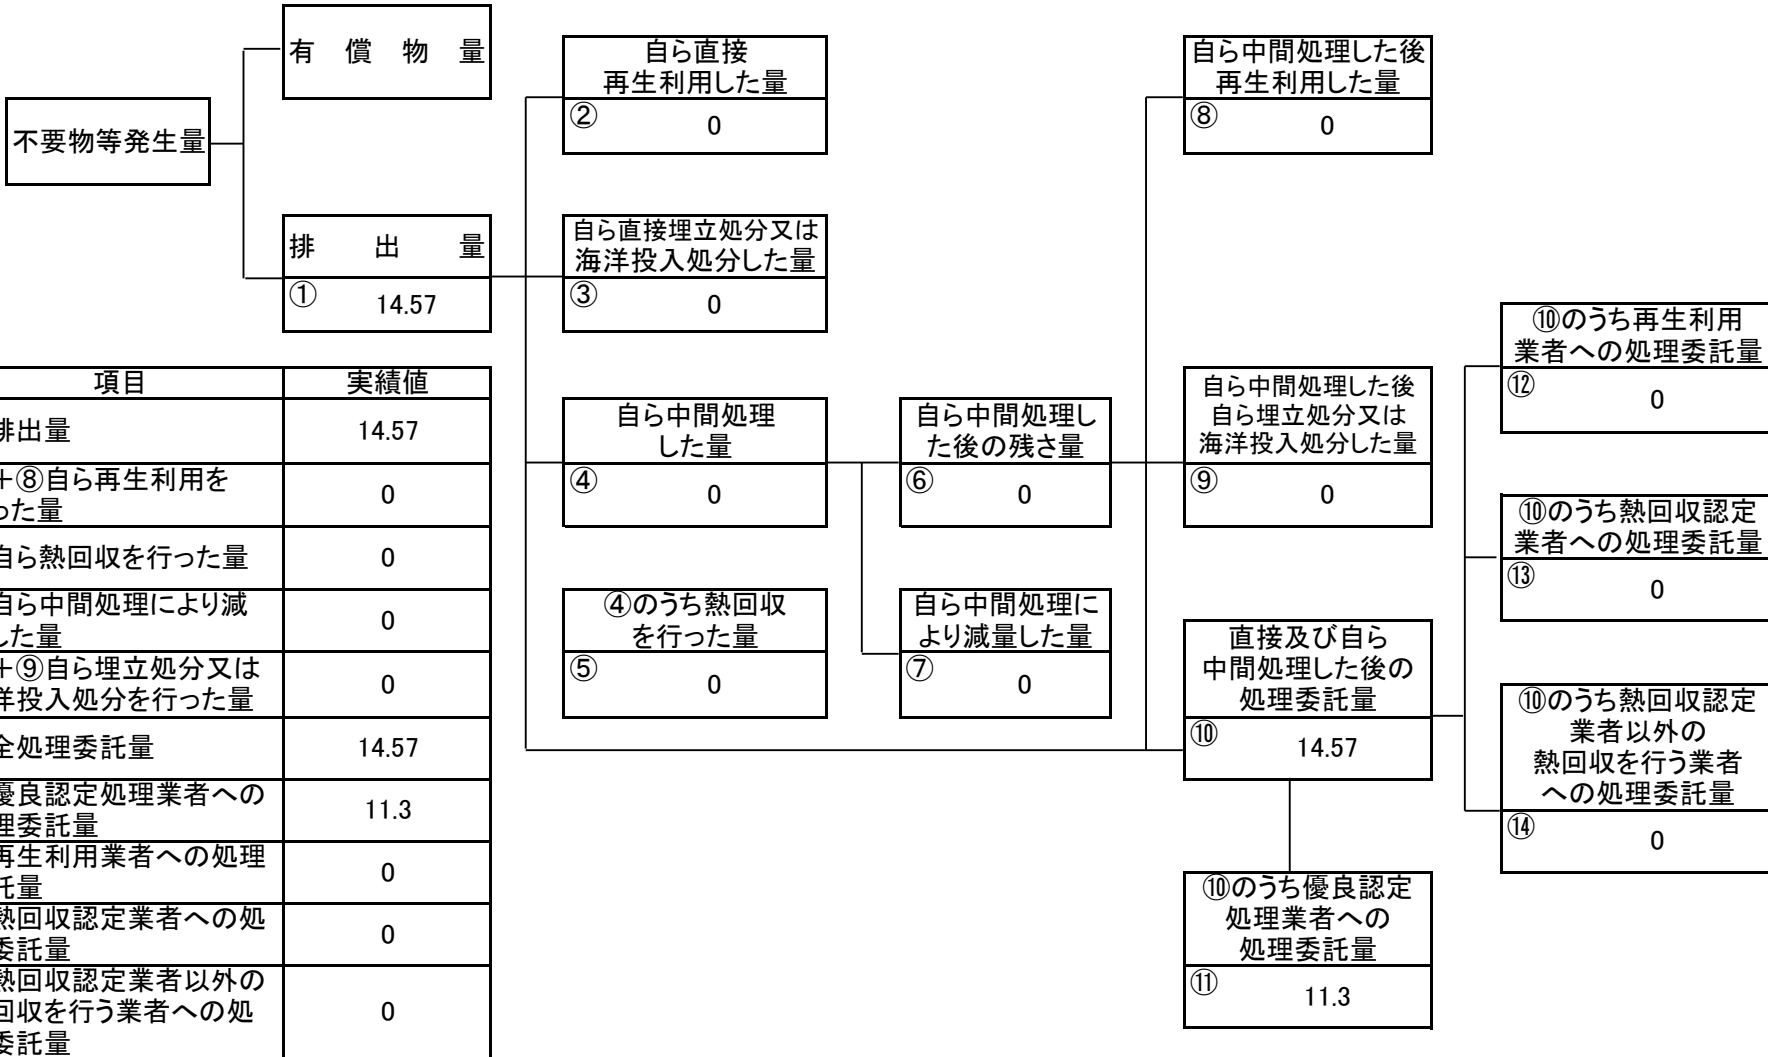 有償物量
不要物等発生量
排出量
① 14.57
自ら直接
再生利用した量
② 0
自ら直接埋立処分又は
海洋投入処分した量
③ 0
自ら中間処理
した量
④ 0
④のうち熱回収
を行った量
⑤ 0
自ら中間処理し
た後の残さ量
⑥ 0
自ら中間処理に
より減量した量
⑦ 0
自ら中間処理した後
再生利用した量
⑧ 0
自ら中間処理した後
自ら埋立処分又は
海洋投入処分した量
⑨ 0
直接及び自ら
中間処理した後の
処理委託量
⑩ 14.57
⑩のうち優良認定
処理業者への
処理委託量
⑪ 11.3
⑩のうち再生利用
業者への処理委託量
⑫ 0
⑩のうち熱回収認定
業者への処理委託量
⑬ 0
⑩のうち熱回収認定
業者以外の
熱回収を行う業者
への処理委託量
⑭ 0
項目 実績値
排出量 14.57
+⑧自ら再生利用を
った量 0
自ら熱回収を行った量 0
自ら中間処理により減
した量 0
+⑨自ら埋立処分又は
洋投入処分を行った量 0
全処理委託量 14.57
優良認定処理業者への
理委託量 11.3
再生利用業者への処理
託量 0
熱回収認定業者への処
委託量 0
熱回収認定業者以外の
回収を行う業者への処
委託量 0